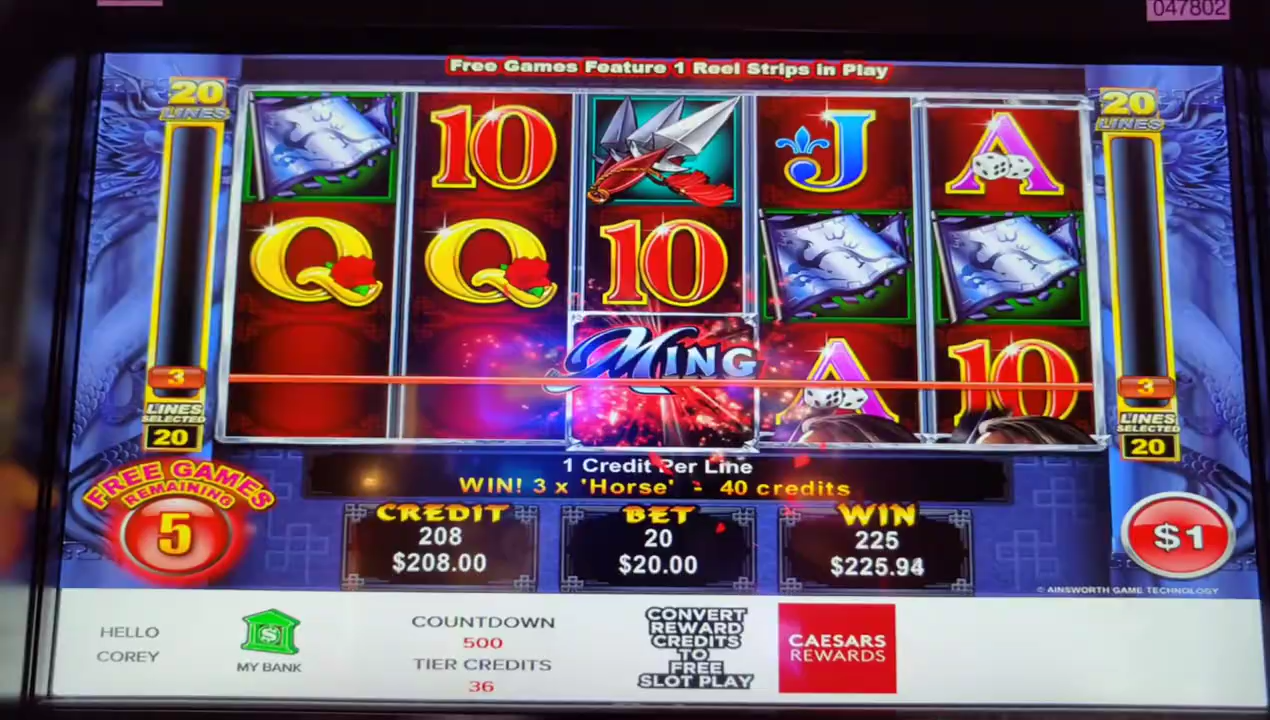 047802
Free Games Feature 1 Reel Strips in Play
20
LINES
20
LINES
10
J
A
Q
Q
10
MING
A
10
3
3
LINES
SELECTED
20
LINES
SELECTED
20
1 Credit Per Line
WIN! 3 x 'Horse' - 40 credits
FREE GAMES
REMAINING
5
CREDIT
208
$208.00
BET
20
$20.00
WIN
225
$225.94
$1
© AINSWORTH GAME TECHNOLOGY
HELLO
COREY
MY BANK
COUNTDOWN
500
TIER CREDITS
36
CONVERT
REWARD
CREDITS
TO
FREE
SLOT PLAY
CAESARS
REWARDS